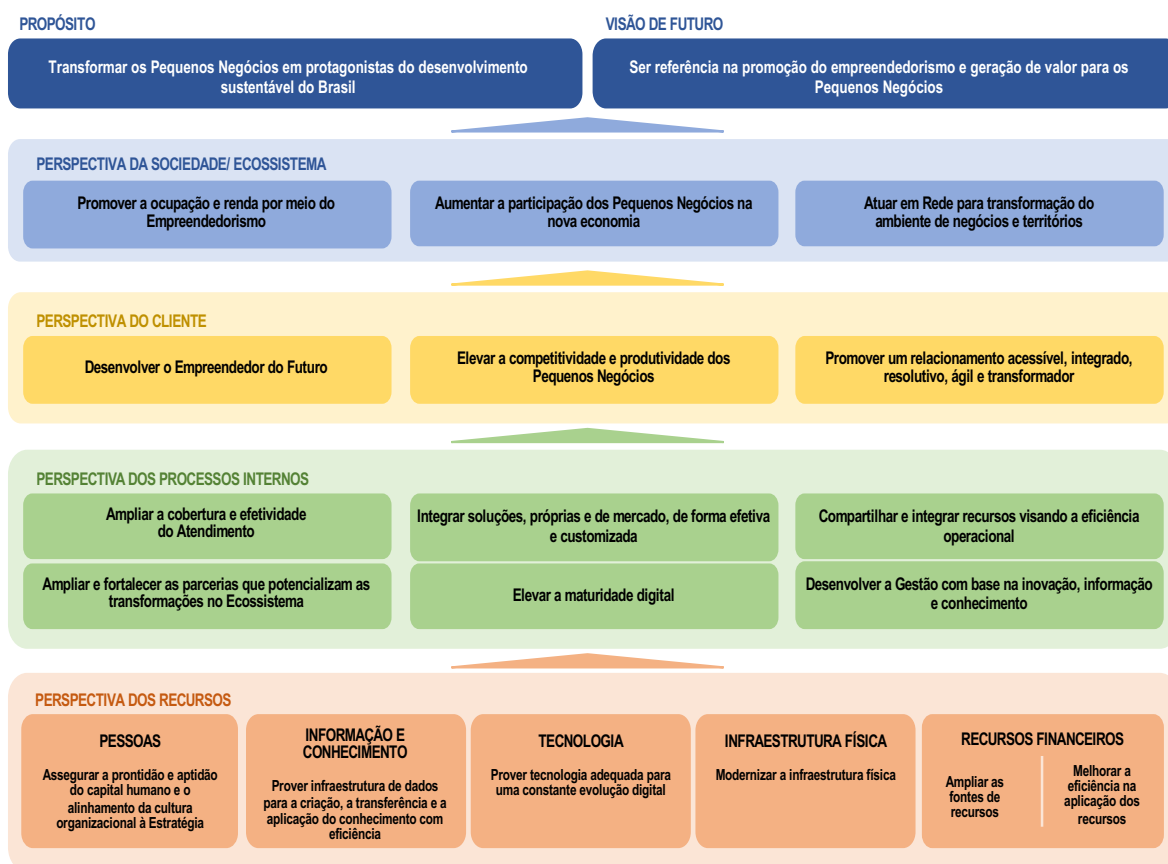 PROPÓSITO
VISÃO DE FUTURO
Transformar os Pequenos Negócios em protagonistas do desenvolvimento
sustentável do Brasil
Ser referência na promoção do empreendedorismo e geração de valor para os
Pequenos Negócios
PERSPECTIVA DA SOCIEDADE/ ECOSSISTEMA
Promover a ocupação e renda por meio do
Empreendedorismo
Aumentar a participação dos Pequenos Negócios na
nova economia
Atuar em Rede para transformação do
ambiente de negócios e territórios
PERSPECTIVA DO CLIENTE
Desenvolver o Empreendedor do Futuro
Elevar a competitividade e produtividade dos
Pequenos Negócios
Promover um relacionamento acessível, integrado,
resolutivo, ágil e transformador
PERSPECTIVA DOS PROCESSOS INTERNOS
Ampliar a cobertura e efetividade
do Atendimento
Integrar soluções, próprias e de mercado, de forma efetiva
e customizada
Compartilhar e integrar recursos visando a eficiência
operacional
Ampliar e fortalecer as parcerias que potencializam as
transformações no Ecossistema
Elevar a maturidade digital
Desenvolver a Gestão com base na inovação, informação
e conhecimento
PERSPECTIVA DOS RECURSOS
PESSOAS
Assegurar a prontidão e aptidão
do capital humano e o
alinhamento da cultura
organizacional à Estratégia
INFORMAÇÃO E
CONHECIMENTO
Prover infraestrutura de dados
para a criação, a transferência e a
aplicação do conhecimento com
eficiência
TECNOLOGIA
Prover tecnologia adequada para
uma constante evolução digital
INFRAESTRUTURA FÍSICA
Modernizar a infraestrutura física
RECURSOS FINANCEIROS
Ampliar as
fontes de
recursos
Melhorar a
eficiência na
aplicação dos
recursos